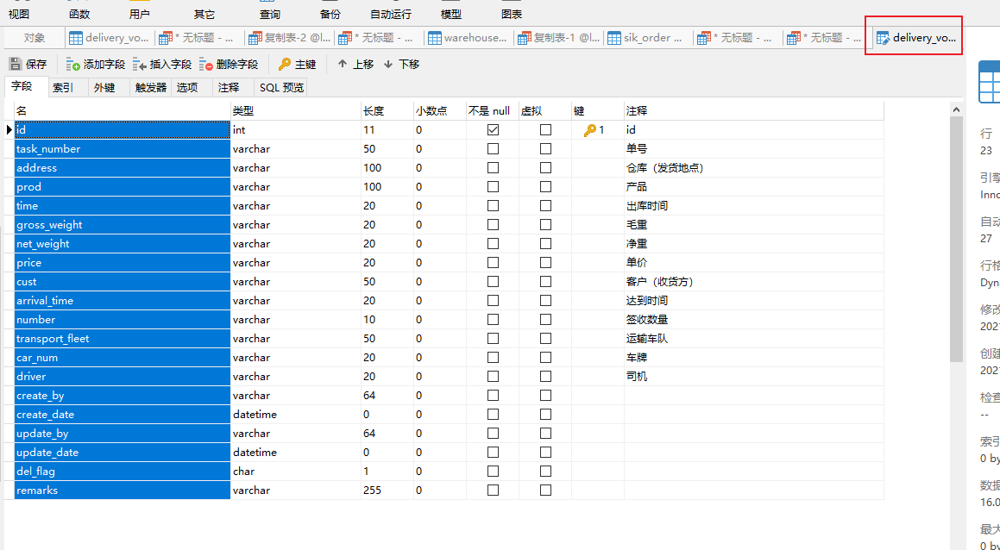 视图 函数 用户 其它 查询 备份 自动运行 模型 图表
对象 delivery_vo... * 无标题 - ... 复制表-2 @l... * 无标题 - ... warehouse... 复制表-1 @l... sik_order ... * 无标题 - ... * 无标题 - ... delivery_vo...
保存 添加字段 插入字段 删除字段 主键 上移 下移
字段 索引 外键 触发器 选项 注释 SQL 预览
名 类型 长度 小数点 不是 null 虚拟 键 注释
id int 11 0 1 id
task_number varchar 50 0 单号
address varchar 100 0 仓库（发货地点）
prod varchar 100 0 产品
time varchar 20 0 出库时间
gross_weight varchar 20 0 毛重
net_weight varchar 20 0 净重
price varchar 20 0 单价
cust varchar 50 0 客户（收货方）
arrival_time varchar 20 0 达到时间
number varchar 10 0 签收数量
transport_fleet varchar 50 0 运输车队
car_num varchar 20 0 车牌
driver varchar 20 0 司机
create_by varchar 64 0
create_date datetime 0 0
update_by varchar 64 0
update_date datetime 0 0
del_flag char 1 0
remarks varchar 255 0
行
23
引擎
Inno
自动
27
行格
Dyna
修改
202
创建
202
检查
--
索引
0 by
数据
16.0
最大
0 by